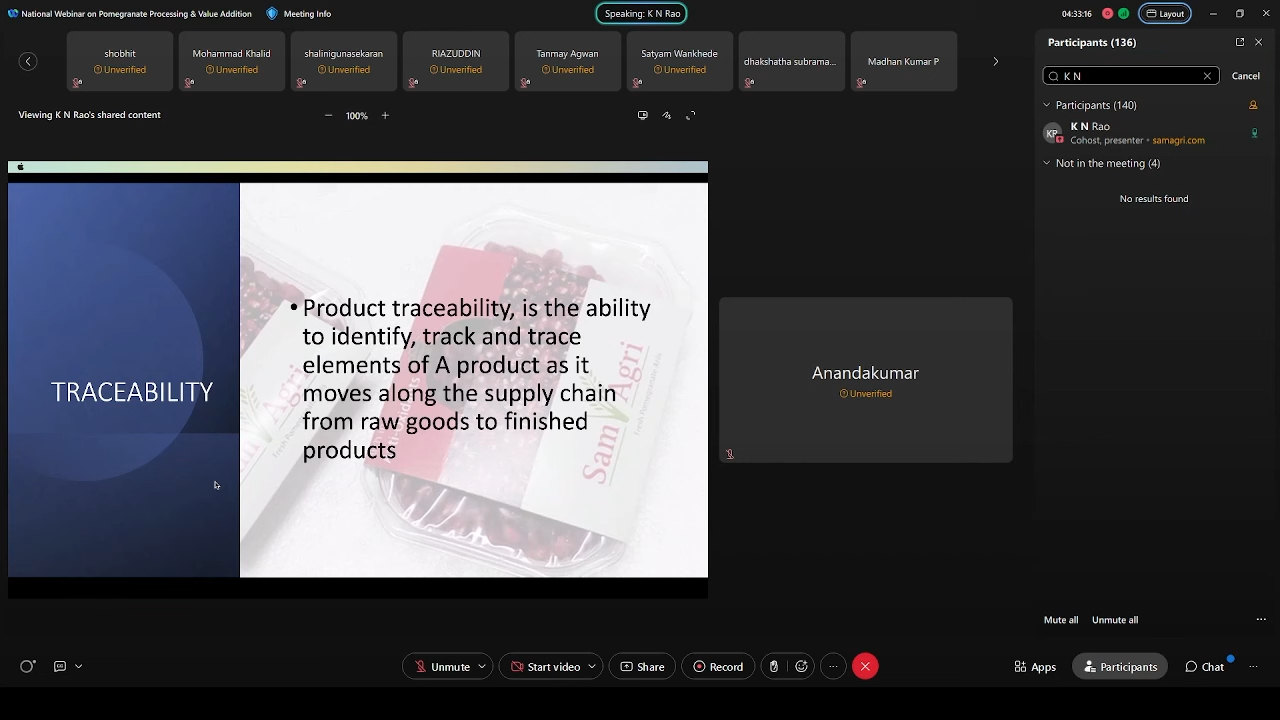 National Webinar on Pomegranate Processing & Value Addition
Meeting Info
Speaking: K N Rao
04:33:16
Layout
shobhit
Unverified
Mohammad Khalid
Unverified
shalinigunasekaran
Unverified
RIAZUDDIN
Unverified
Tanmay Agwan
Unverified
Satyam Wankhede
Unverified
dhakshatha subrama...
Madhan Kumar P
Participants (136)
K N
Cancel
Participants (140)
KR
K N Rao
Cohost, presenter • samagri.com
Not in the meeting (4)
No results found
Viewing K N Rao's shared content
100%
TRACEABILITY
• Product traceability, is the ability
to identify, track and trace
elements of A product as it
moves along the supply chain
from raw goods to finished
products
Sam Agri
Fresh Pomegranate Arils
Anandakumar
Unverified
Mute all
Unmute all
Unmute
Start video
Share
Record
Apps
Participants
Chat